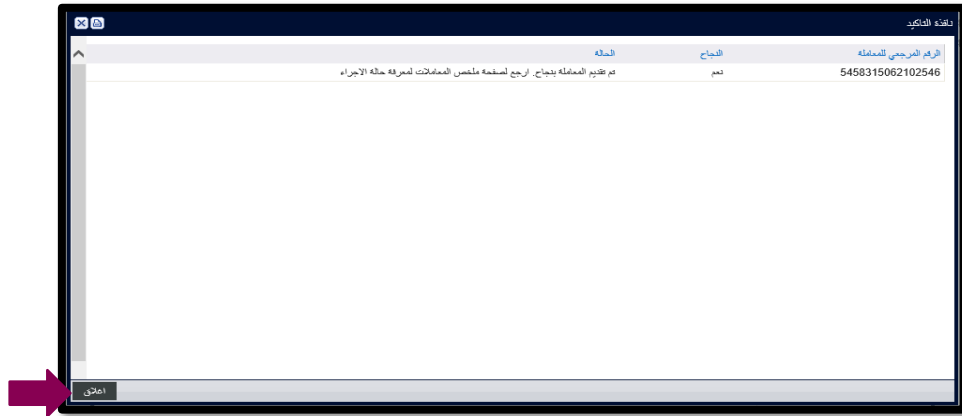 نافذة التاكيد
الرقم المرجعي للمعاملة النجاح الحالة
5458315062102546 نعم تم تقديم المعاملة بنجاح. ارجع لصفحة ملخص المعاملات لمعرفة حالة الاجراء
اغلاق